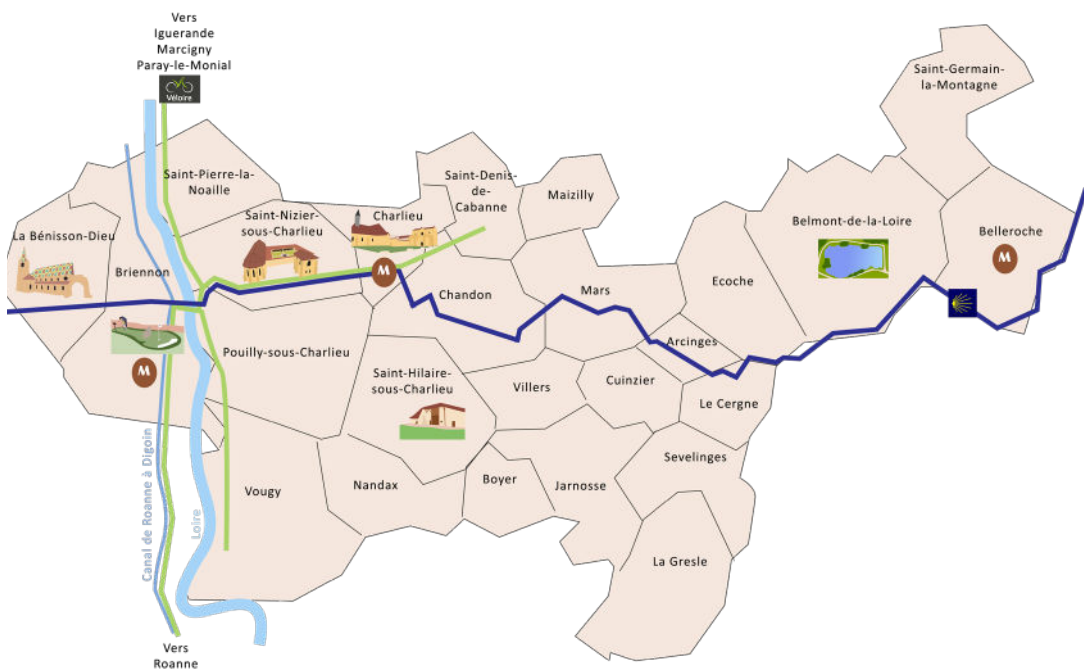 Vers
Iguerande
Marcigny
Paray-le-Monial
Véloire
Saint-Germain-
la-Montagne
Saint-Pierre-la-
Noaille
Saint-Denis-
de-
Cabanne
Maizilly
La Bénisson-Dieu
Saint-Nizier-
sous-Charlieu
Charlieu
Belmont-de-la-Loire
Belleroche
M
Briennon
M
Chandon
Mars
Ecoche
Pouilly-sous-Charlieu
Arcinges
M
Saint-Hilaire-
sous-Charlieu
Villers
Cuinzier
Le Cergne
Sevelinges
Vougy
Nandax
Boyer
Jarnosse
Canal de Roanne à Digoin
Loire
La Gresle
Vers
Roanne